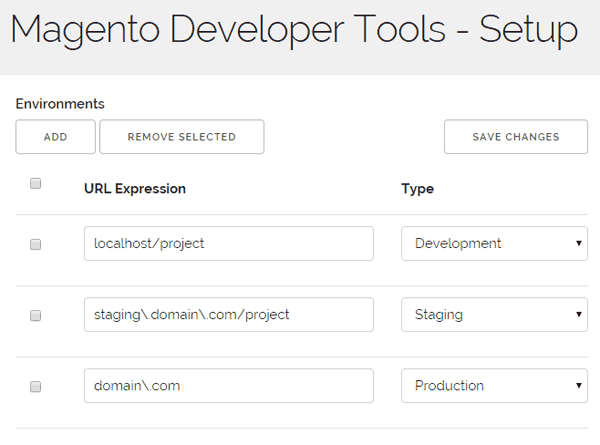 Magento Developer Tools - Setup
Environments
ADD REMOVE SELECTED SAVE CHANGES
URL Expression Type
localhost/project Development
staging\.domain\.com/project Staging
domain\.com Production